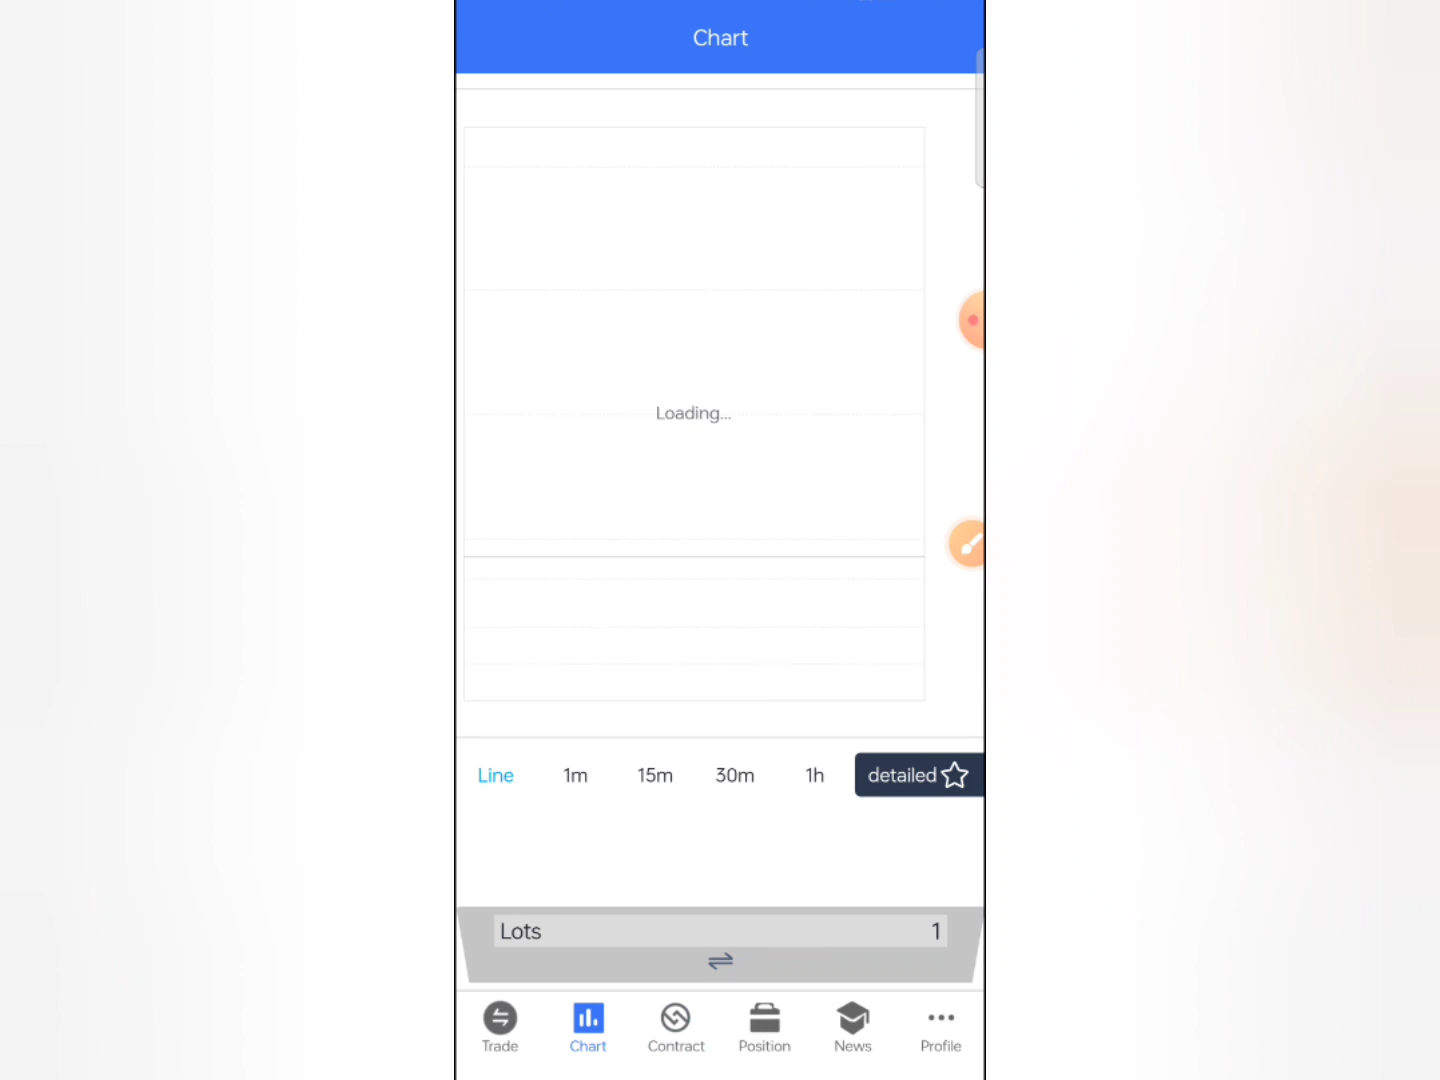 Chart
Loading...
Line 1m 15m 30m 1h detailed
Lots 1
Trade Chart Contract Position News Profile